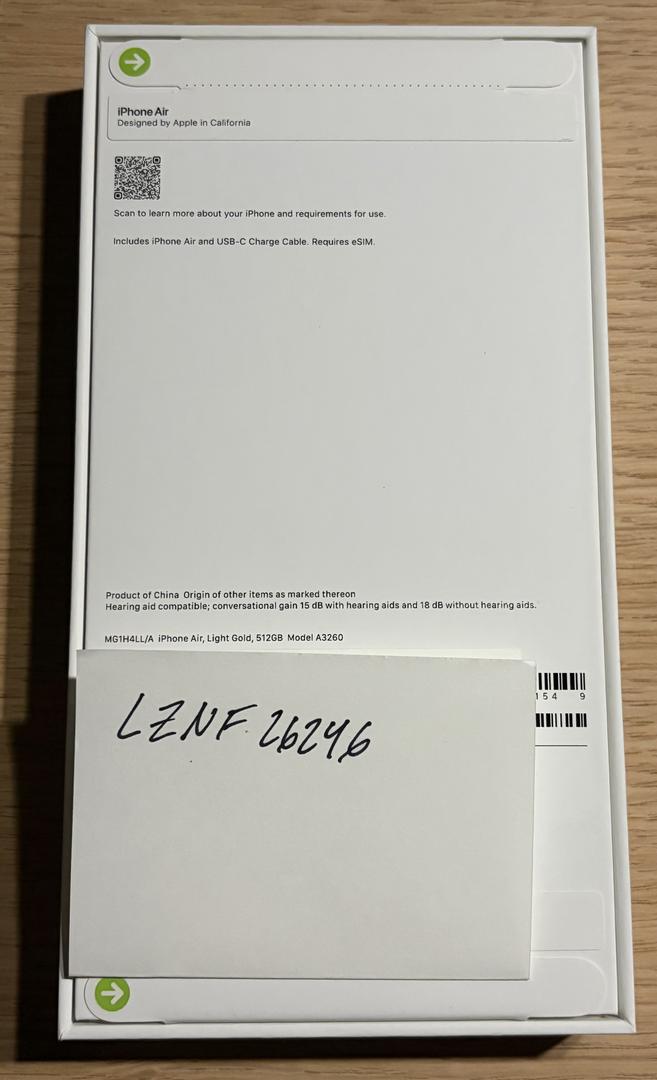 iPhone Air
Designed by Apple in California
Scan to learn more about your iPhone and requirements for use.
Includes iPhone Air and USB-C Charge Cable. Requires eSIM.
Product of China Origin of other items as marked thereon
Hearing aid compatible; conversational gain 15 dB with hearing aids and 18 dB without hearing aids.
MG1H4LL/A iPhone Air, Light Gold, 512GB Model A3260
154 9
LZNF 26246